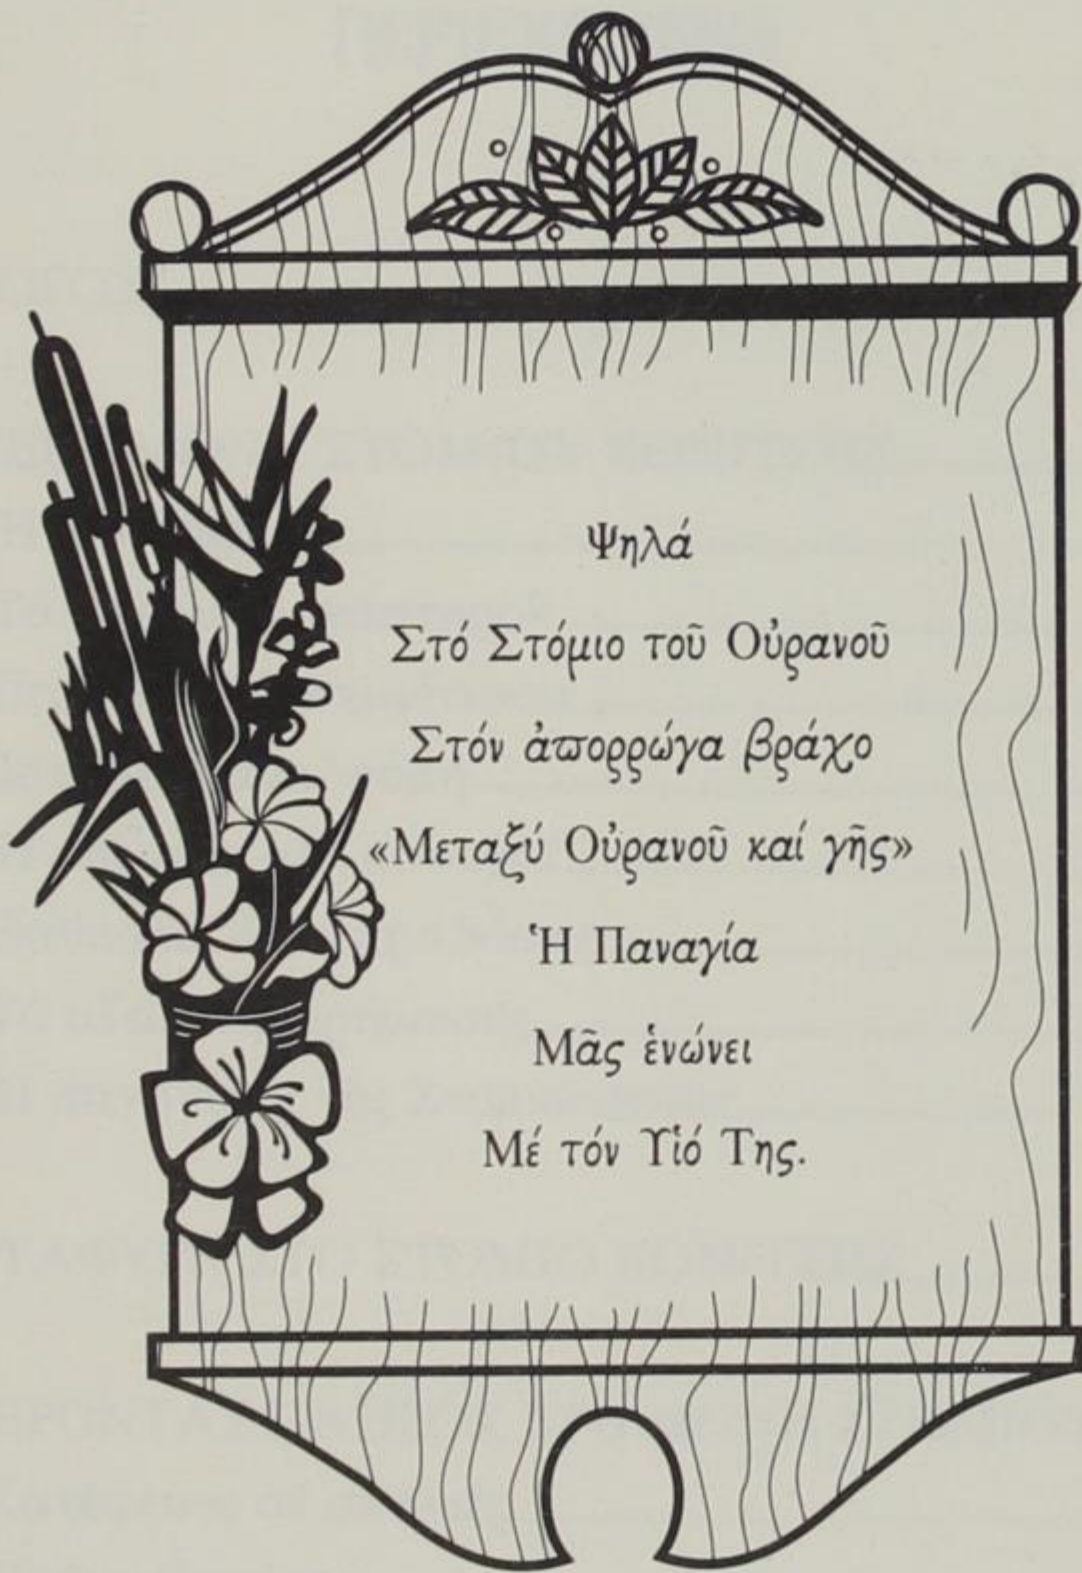 Ψηλά
Στό Στόμιο τοῦ Οὐρανοῦ
Στόν ἀπορρώγα βράχο
«Μεταξύ Οὐρανοῦ καί γῆς»
Ἡ Παναγία
Μᾶς ἑνώνει
Μέ τόν Υἱό Της.